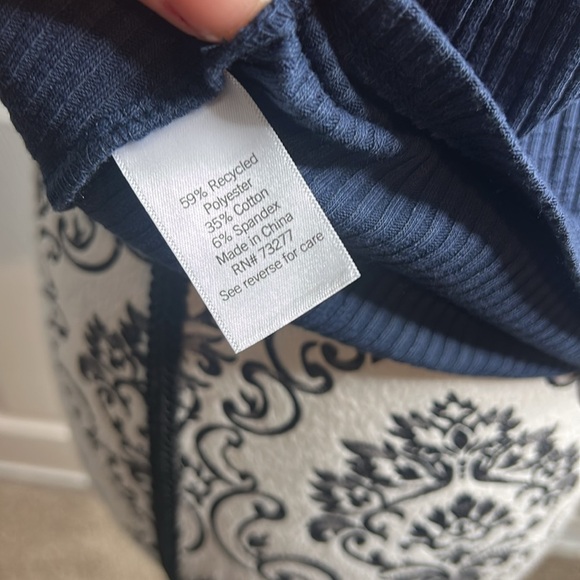 59% Recycled
Polyester
35% Cotton
6% Spandex
Made in China
RN# 73277
See reverse for care